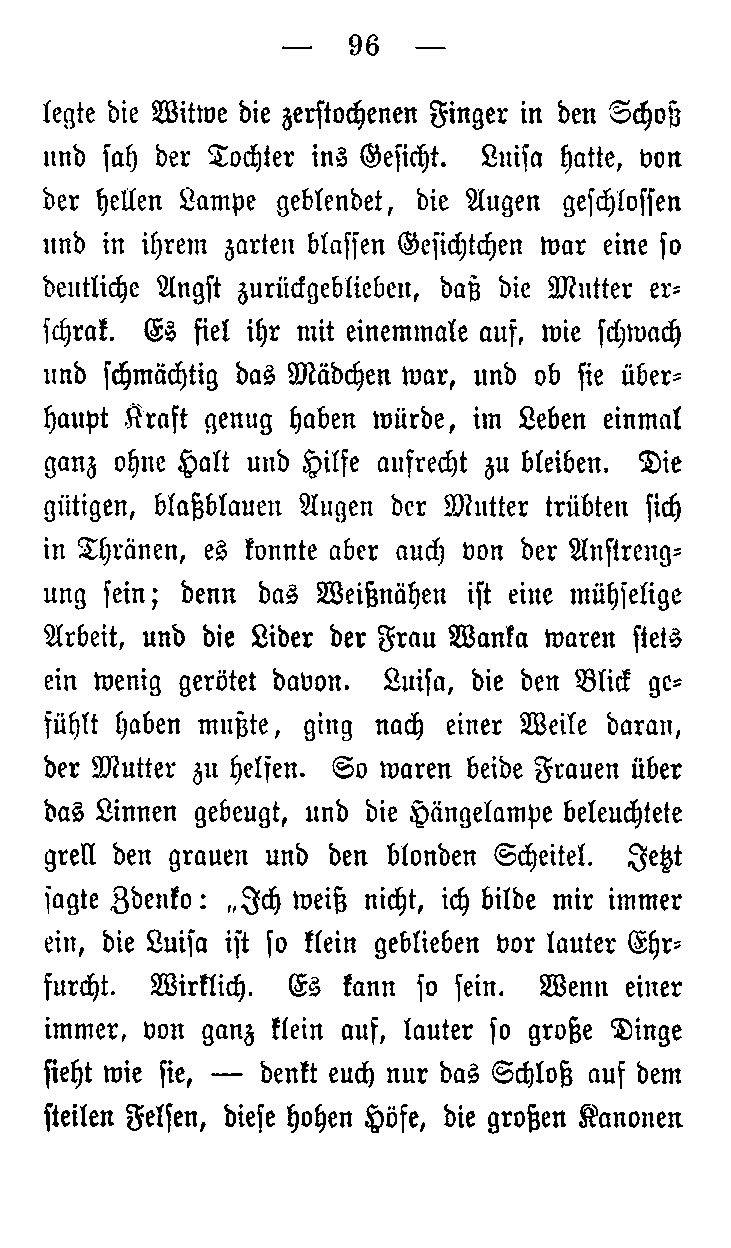 — 96 —
legte die Witwe die zerstochenen Finger in den Schoß
und sah der Tochter ins Gesicht. Luisa hatte, von
der hellen Lampe geblendet, die Augen geschlossen
und in ihrem zarten blassen Gesichtchen war eine so
deutliche Angst zurückgeblieben, daß die Mutter er-
schrak. Es fiel ihr mit einemmale auf, wie schwach
und schmächtig das Mädchen war, und ob sie über-
haupt Kraft genug haben würde, im Leben einmal
ganz ohne Halt und Hilfe aufrecht zu bleiben. Die
gütigen, blaßblauen Augen der Mutter trübten sich
in Thränen, es konnte aber auch von der Anstreng-
ung sein; denn das Weißnähen ist eine mühselige
Arbeit, und die Lider der Frau Wanka waren stets
ein wenig gerötet davon. Luisa, die den Blick ge-
fühlt haben mußte, ging nach einer Weile daran,
der Mutter zu helfen. So waren beide Frauen über
das Linnen gebeugt, und die Hängelampe beleuchtete
grell den grauen und den blonden Scheitel. Jetzt
sagte Zdenko: „Ich weiß nicht, ich bilde mir immer
ein, die Luisa ist so klein geblieben vor lauter Ehr-
furcht. Wirklich. Es kann so sein. Wenn einer
immer, von ganz klein auf, lauter so große Dinge
sieht wie sie, — denkt euch nur das Schloß auf dem
steilen Felsen, diese hohen Höfe, die großen Kanonen